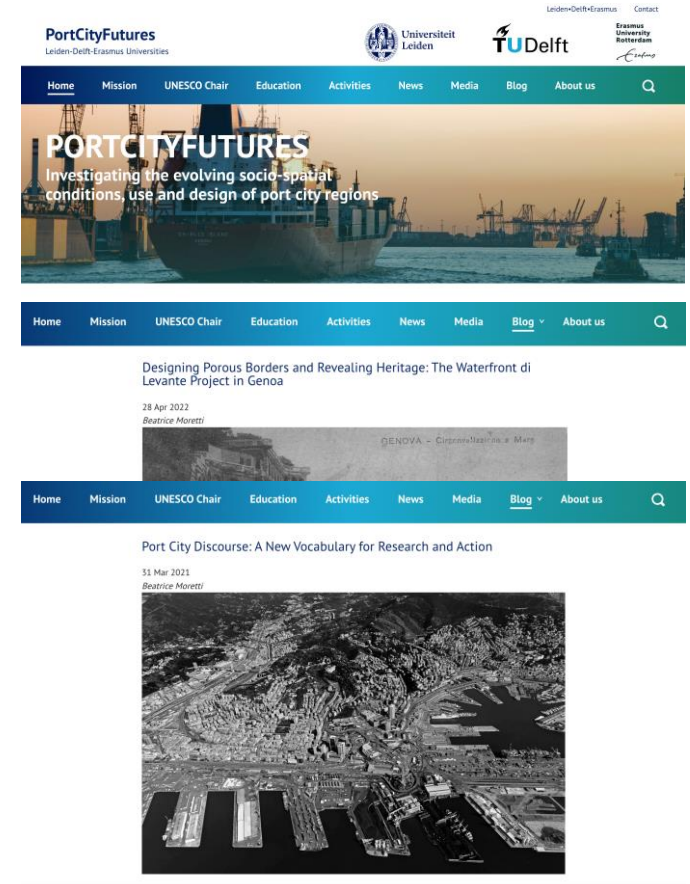 Leiden•Delft•Erasmus Contact
PortCityFutures
Leiden-Delft-Erasmus Universities
Universiteit
Leiden
TUDelft
Erasmus
University
Rotterdam
Erasmus
Home Mission UNESCO Chair Education Activities News Media Blog About us
PORTCITYFUTURES
Investigating the evolving socio-spatial
conditions, use and design of port city regions
Home Mission UNESCO Chair Education Activities News Media Blog About us
Designing Porous Borders and Revealing Heritage: The Waterfront di
Levante Project in Genoa
28 Apr 2022
Beatrice Moretti
GENOVA - Circonvallazione a Mare
Home Mission UNESCO Chair Education Activities News Media Blog About us
Port City Discourse: A New Vocabulary for Research and Action
31 Mar 2021
Beatrice Moretti